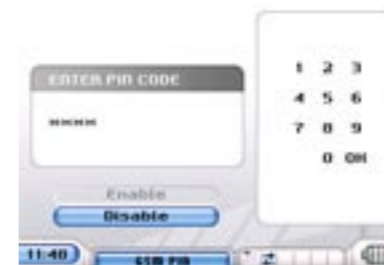 ENTER PIN CODE
××××
Enable
Disable
1 2 3
4 5 6
7 8 9
0 OK
11:40
GSM PIN